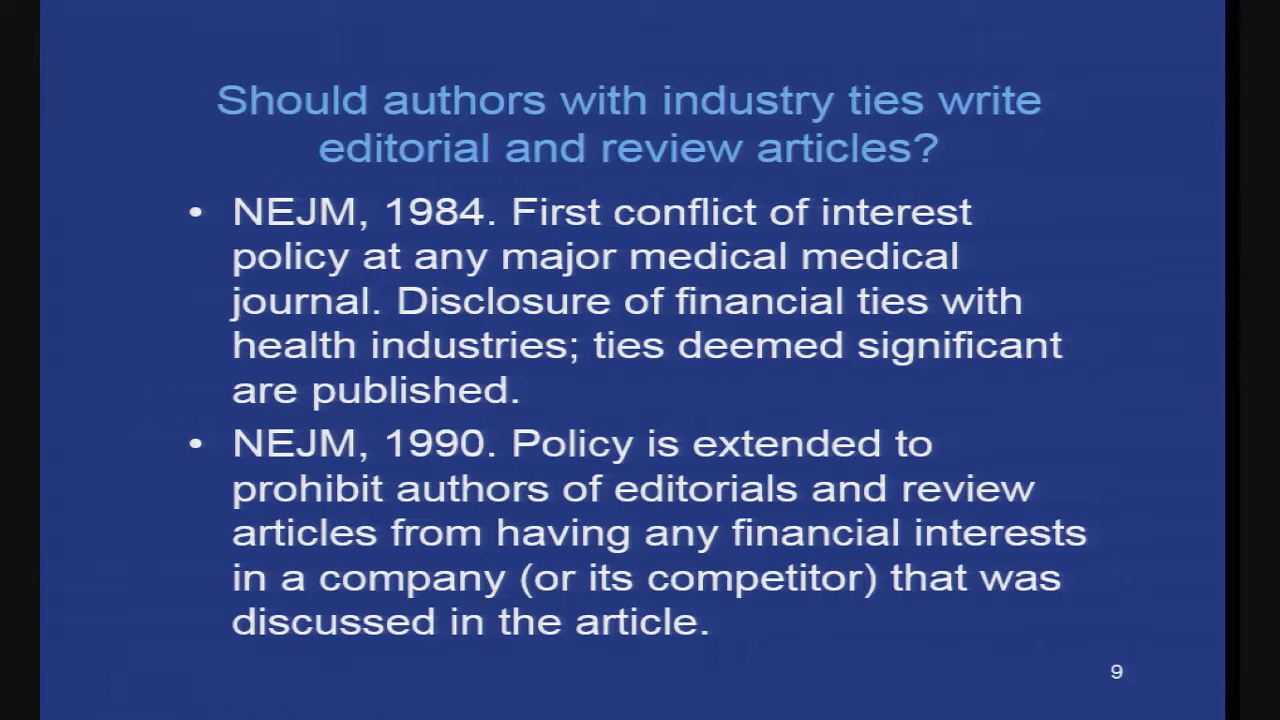 Should authors with industry ties write
editorial and review articles?
• NEJM, 1984. First conflict of interest
policy at any major medical medical
journal. Disclosure of financial ties with
health industries; ties deemed significant
are published.
• NEJM, 1990. Policy is extended to
prohibit authors of editorials and review
articles from having any financial interests
in a company (or its competitor) that was
discussed in the article.
9